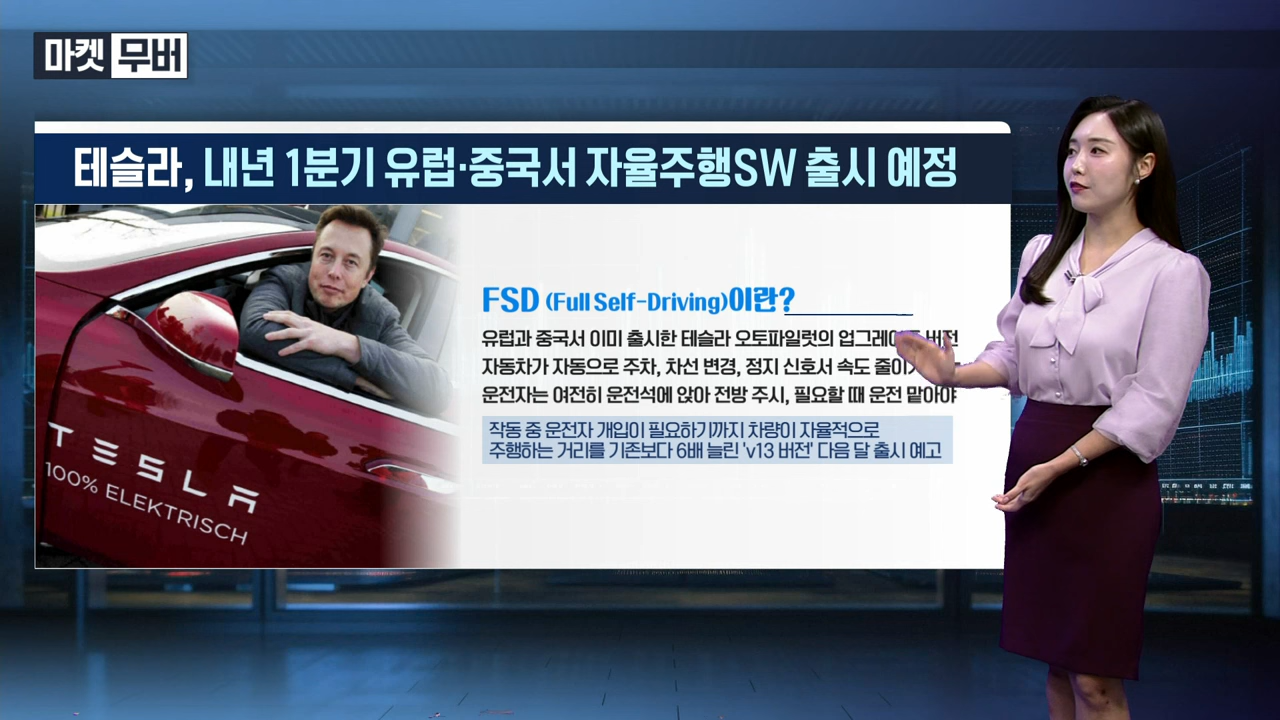 마켓 무버
테슬라, 내년 1분기 유럽·중국서 자율주행SW 출시 예정
FSD (Full Self-Driving)이란?
유럽과 중국서 이미 출시한 테슬라 오토파일럿의 버전
자동차가 자동으로 주차, 차선 변경, 정지 신호서 속도
운전자는 여전히 운전석에 앉아 전방 주시, 필요할 때 운전 맡아야
작동 중 운전자 개입이 필요하기까지 차량이 자율적으로
주행하는 거리를 기존보다 6배 늘린 'v13 버전' 다음 달 출시 예고
TESLA
100% ELEKTRISCH